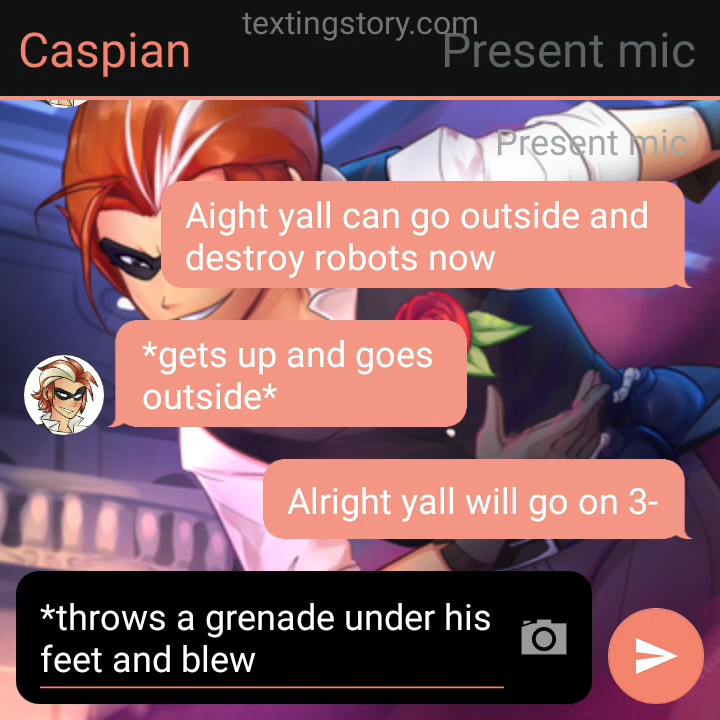 textingstory.com
Caspian
Present mic
Present mic
Aight yall can go outside and
destroy robots now
*gets up and goes
outside*
Alright yall will go on 3-
*throws a grenade under his
feet and blew